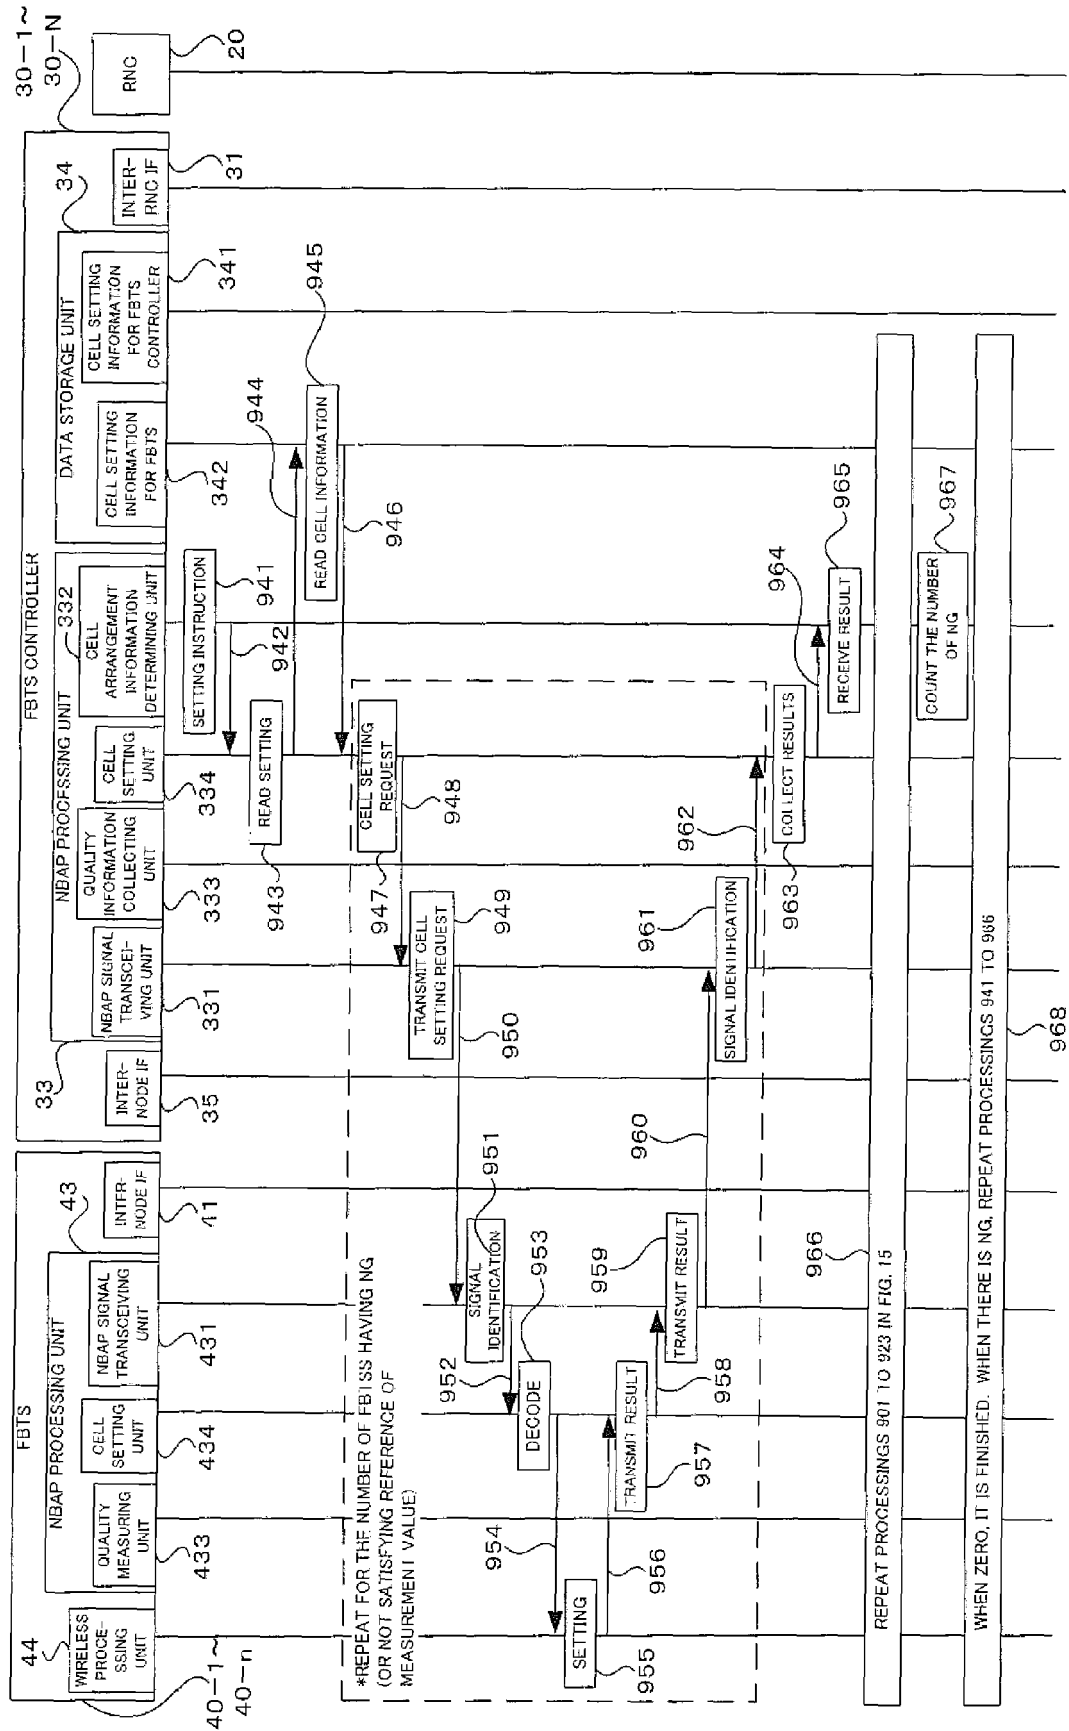 30-1~
30-N
FBTS
FBTS CONTROLLER
NBAP PROCESSING UNIT
43
33
NBAP PROCESSING UNIT
332
DATA STORAGE UNIT
34
44
WIRELESS
PROCE-
SSING
UNIT
QUALITY
MEASURING
UNIT
CELL
SETTING
UNIT
NBAP SIGNAL
TRANSCEIVING
UNIT
INTER-
NODE IF
INTER-
NODE IF
NBAP SIGNAL
TRANSCEI-
VING UNIT
QUALITY
INFORMATION
COLLECTING
UNIT
CELL
SETTING
UNIT
CELL
ARRANGEMENT
INFORMATION
DETERMINING UNIT
CELL SETTING
INFORMATION
FOR FBTS
CELL SETTING
INFORMATION
FOR FBTS
CONTROLLER
INTER-
RNC IF
RNC
40-1~
40-n
433
434
431
41
35
331
333
334
342
341
31
20
SETTING INSTRUCTION
941
942
READ SETTING
943
944
READ CELL INFORMATION
945
946
*REPEAT FOR THE NUMBER OF FBTSS HAVING NG
(OR NOT SATISFYING REFERENCE OF
MEASUREMENT VALUE)
CELL SETTING
REQUEST
947
948
TRANSMIT CELL
SETTING REQUEST
949
950
SIGNAL
IDENTIFICATION
951
952
DECODE
953
954
SETTING
955
956
TRANSMIT RESULT
957
958
TRANSMIT RESULT
959
960
SIGNAL IDENTIFICATION
961
962
COLLECT RESULTS
963
964
RECEIVE RESULT
965
966
REPEAT PROCESSINGS 901 TO 923 IN FIG. 15
COUNT THE NUMBER
OF NG
967
WHEN ZERO, IT IS FINISHED. WHEN THERE IS NG, REPEAT PROCESSINGS 941 TO 966
968